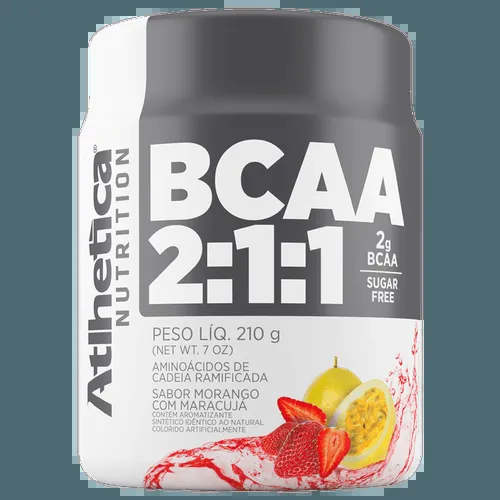 Atlhetica®
NUTRITION
BCAA
2:1:1
2g
BCAA
SUGAR
FREE
PESO LÍQ. 210 g
(NET WT. 7 OZ)
AMINOÁCIDOS DE
CADEIA RAMIFICADA
SABOR MORANGO
COM MARACUJÁ
CONTÉM AROMATIZANTE
SINTÉTICO IDÊNTICO AO NATURAL
COLORIDO ARTIFICIALMENTE